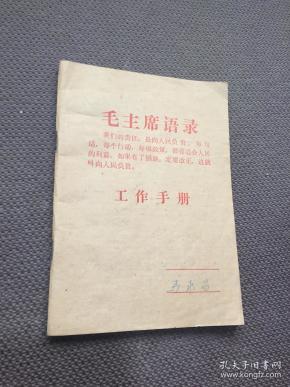 毛主席语录
我们的责任，是向人民负责。每句
话，每个行动，每项政策，都要适合人民
的利益，如果有了错误，定要改正，这就
叫向人民负责。
工作手册
孔夫子旧书网